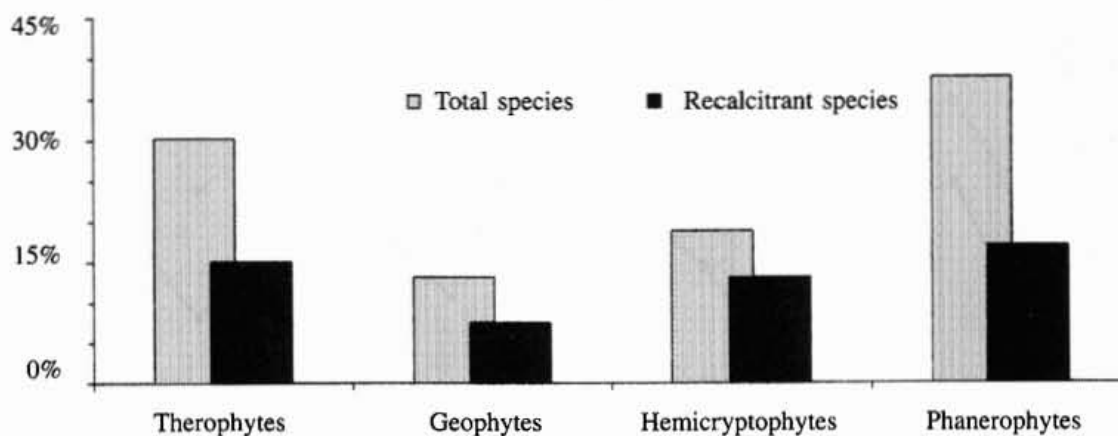 45%
Total species
Recalcitrant species
30%
15%
0%
Therophytes
Geophytes
Hemicryptophytes
Phanerophytes